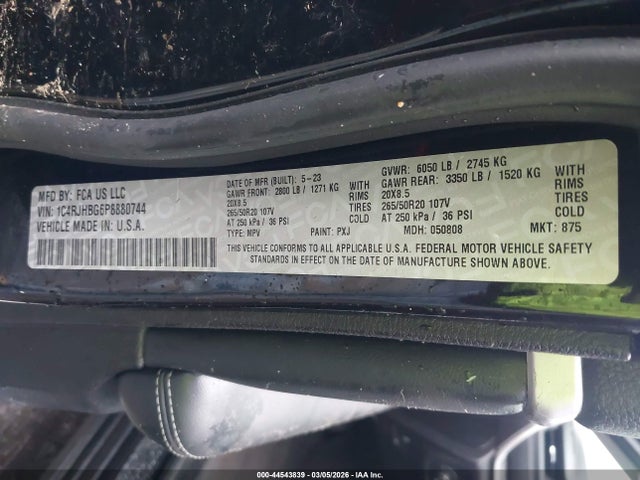 MFD BY: FCA US LLC
VIN: 1C4RJHBG6P8880744
VEHICLE MADE IN U.S.A.
DATE OF MFR (BUILT): 5-23
GAWR FRONT: 2800 LB / 1271 KG
WITH
20X8.5
RIMS
265/50R20 107V
TIRES
AT 250 kPa / 36 PSI
COLD
TYPE: MPV
PAINT: PXJ
GVWR: 6050 LB / 2745 KG
GAWR REAR: 3350 LB / 1520 KG
WITH
20X8.5
RIMS
265/50R20 107V
TIRES
AT 250 kPa / 36 PSI
COLD
MDH: 050808
MKT: 875
THIS VEHICLE CONFORMS TO ALL APPLICABLE U.S.A. FEDERAL MOTOR VEHICLE SAFETY
STANDARDS IN EFFECT ON THE DATE OF MANUFACTURE SHOWN ABOVE.
000-44543839 | 03/05/2026 - IAA Inc.